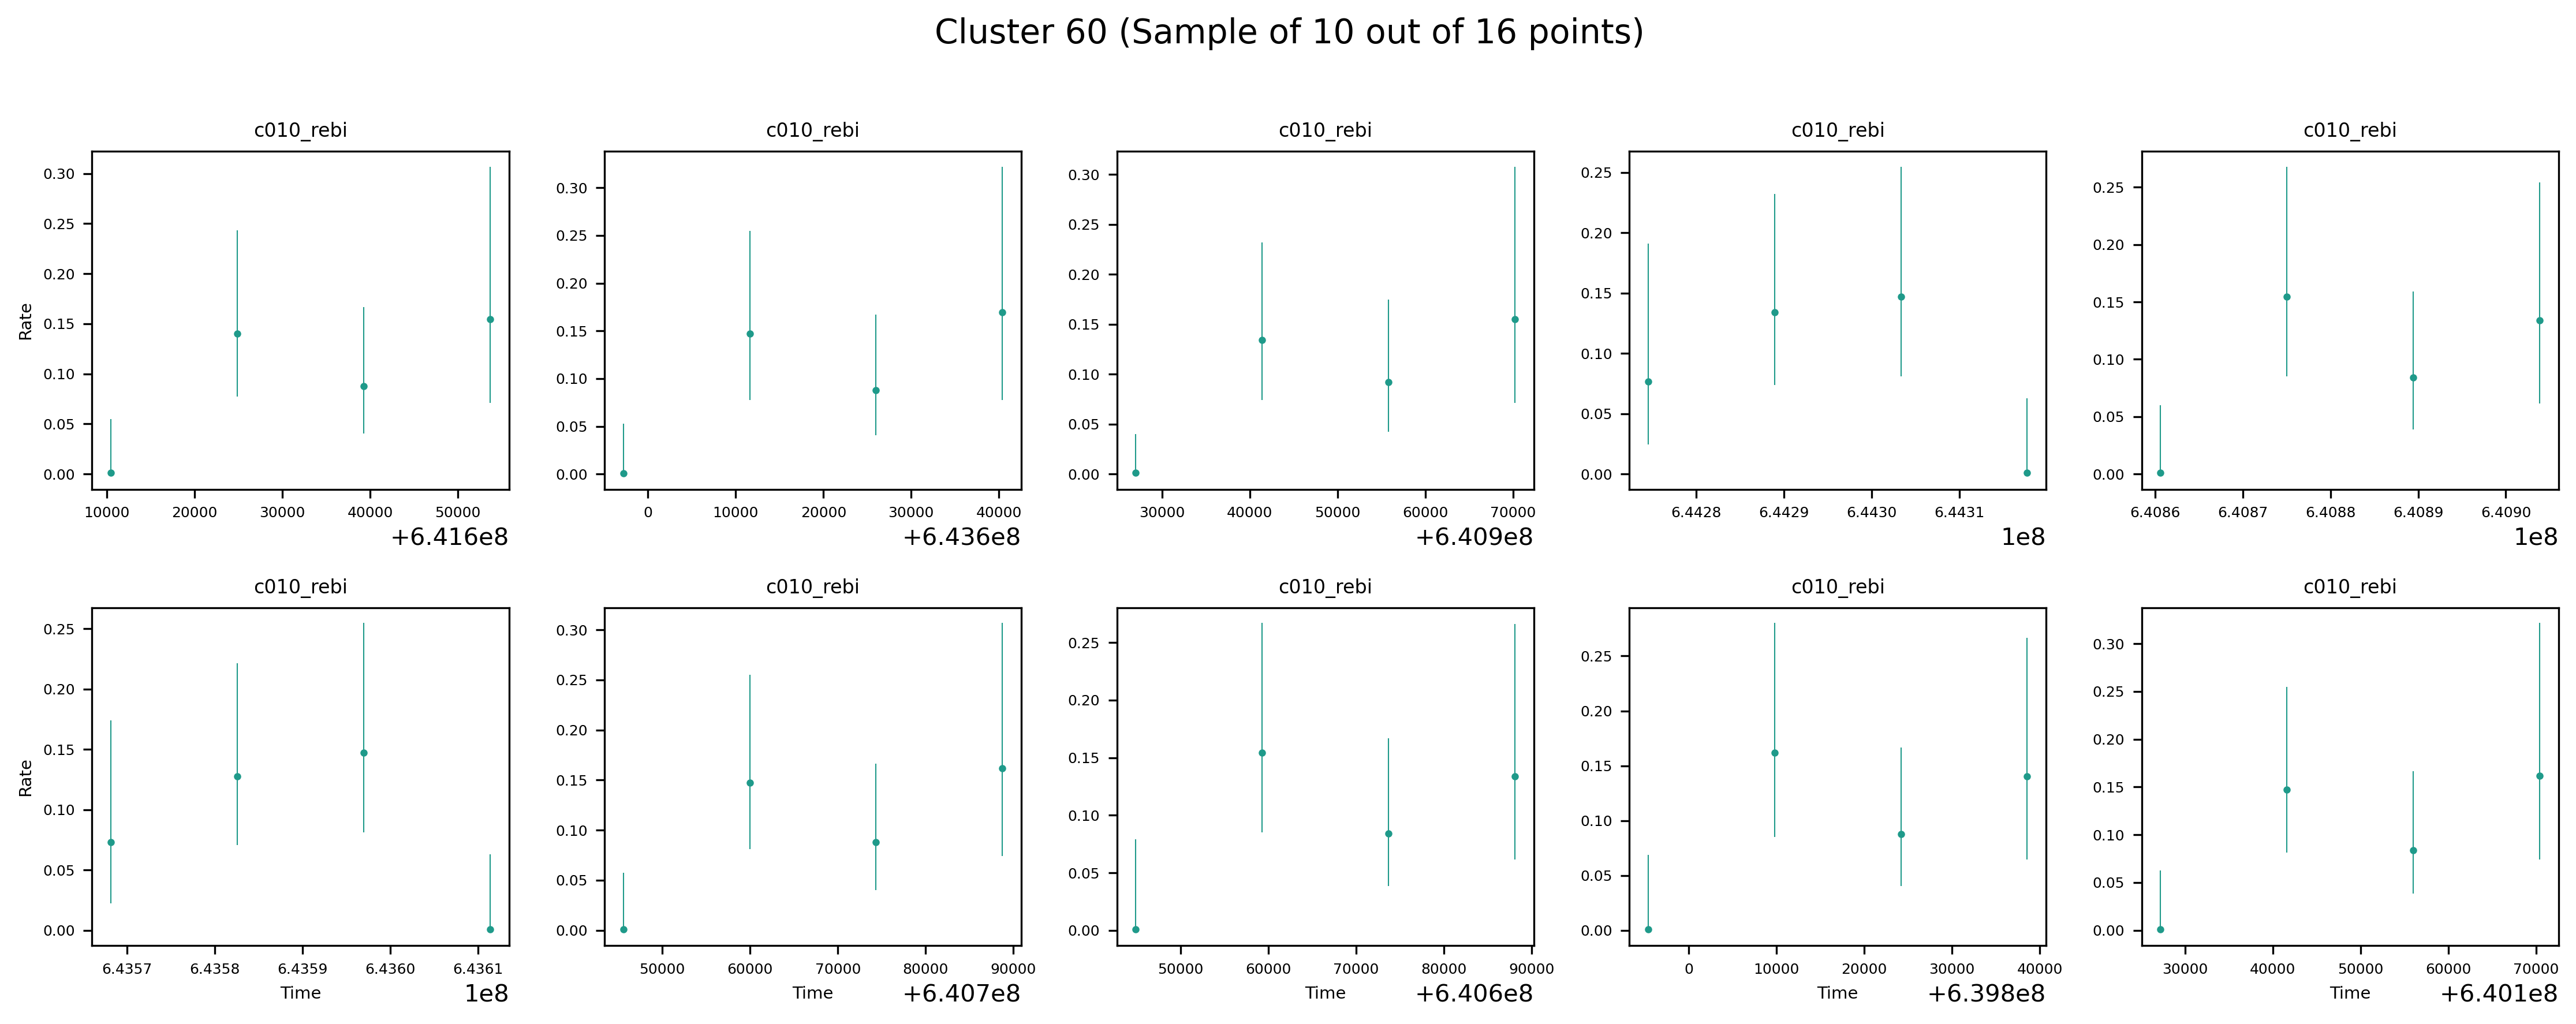 Cluster 60 (Sample of 10 out of 16 points)
c010_rebi c010_rebi c010_rebi c010_rebi c010_rebi
Rate
0.30
0.25
0.20
0.15
0.10
0.05
0.00
10000 20000 30000 40000 50000
+6.416e8
0.30
0.25
0.20
0.15
0.10
0.05
0.00
0 10000 20000 30000 40000
+6.436e8
0.30
0.25
0.20
0.15
0.10
0.05
0.00
30000 40000 50000 60000 70000
+6.409e8
0.25
0.20
0.15
0.10
0.05
0.00
6.4428 6.4429 6.4430 6.4431
1e8
0.25
0.20
0.15
0.10
0.05
0.00
6.4086 6.4087 6.4088 6.4089 6.4090
1e8
c010_rebi c010_rebi c010_rebi c010_rebi c010_rebi
Rate
0.25
0.20
0.15
0.10
0.05
0.00
6.4357 6.4358 6.4359 6.4360 6.4361
Time 1e8
0.30
0.25
0.20
0.15
0.10
0.05
0.00
50000 60000 70000 80000 90000
Time +6.407e8
0.25
0.20
0.15
0.10
0.05
0.00
50000 60000 70000 80000 90000
Time +6.406e8
0.25
0.20
0.15
0.10
0.05
0.00
0 10000 20000 30000 40000
Time +6.398e8
0.30
0.25
0.20
0.15
0.10
0.05
0.00
30000 40000 50000 60000 70000
Time +6.401e8